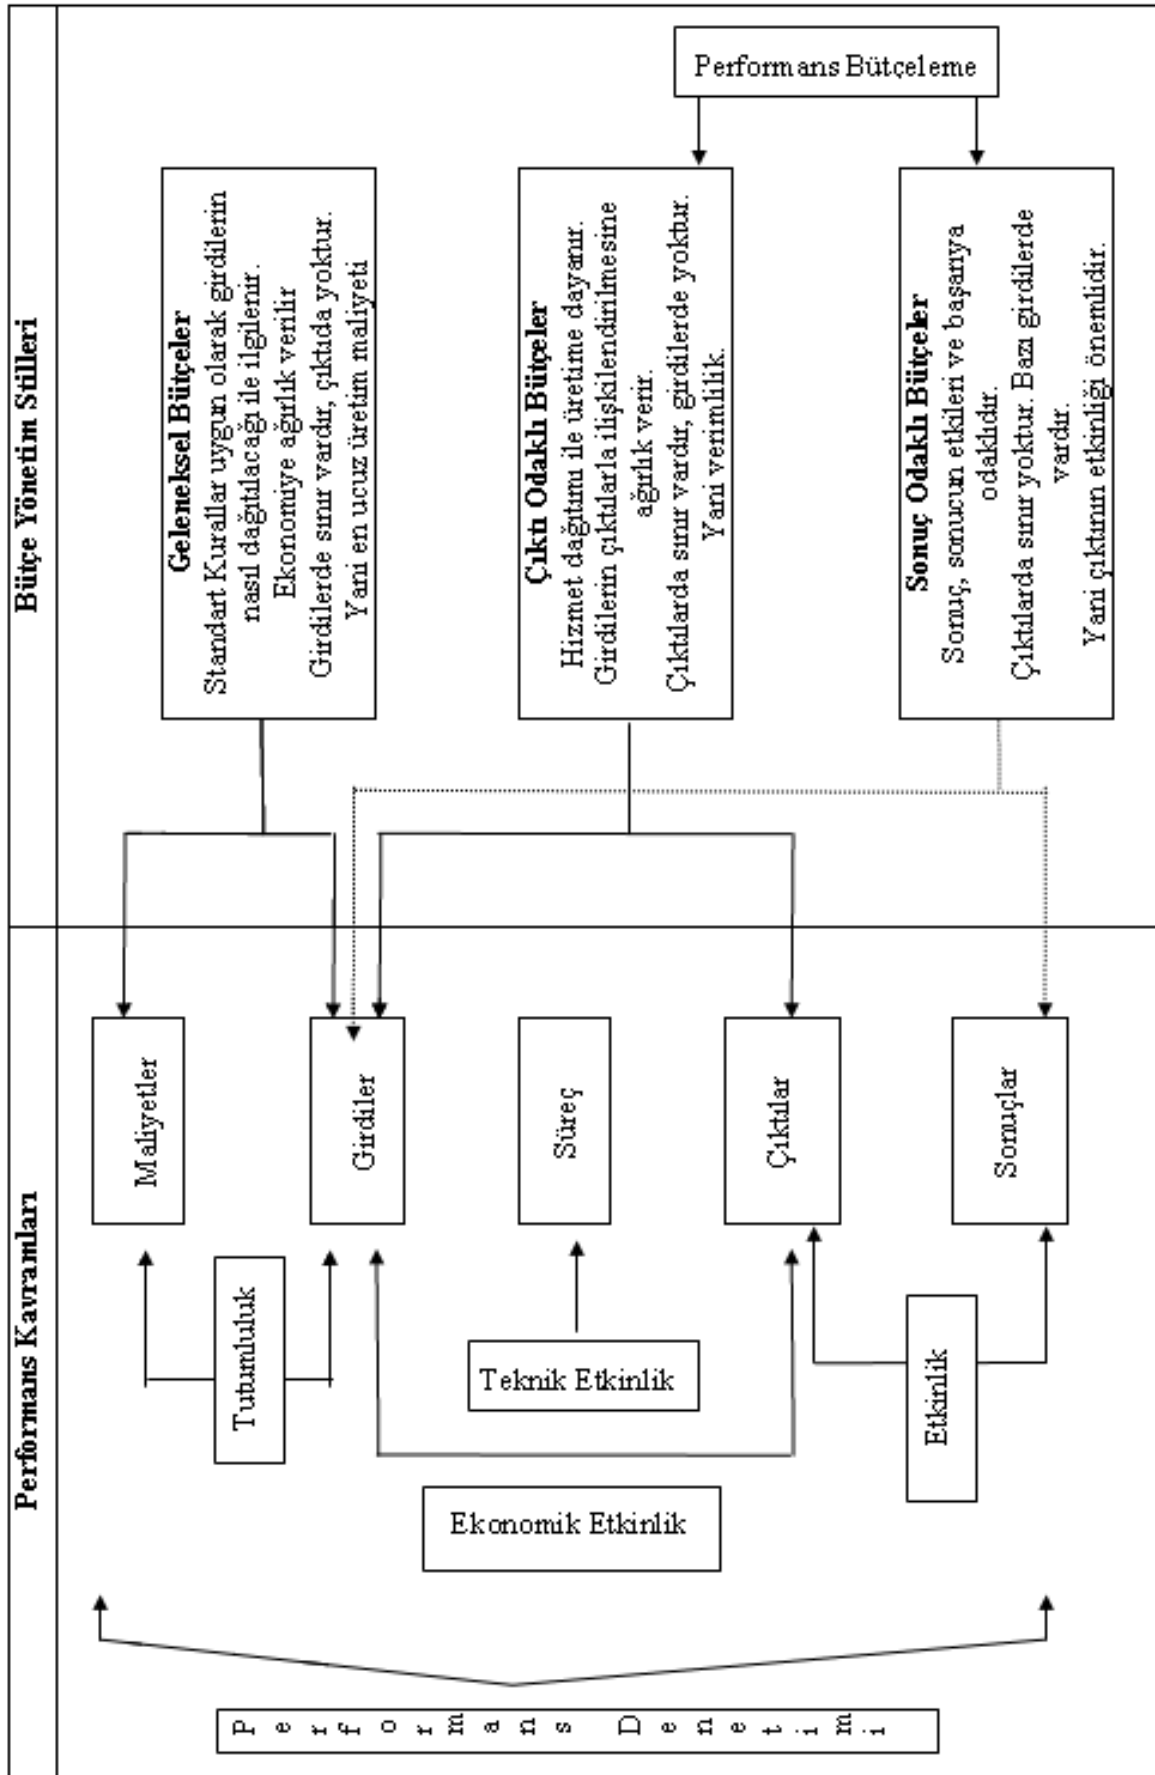 Bütçe Yönetim Stilleri
Performans Bütçeleme
Geleneksel Bütçeler
Standart Kurallar uygun olarak girdilerin
nasıl dağıtılacağı ile ilgilenir.
Ekonomiye ağırlık verilir
Girdilerde sınır vardır, çıktıda yoktur.
Yani en ucuz üretim maliyeti
Çıktı Odaklı Bütçeler
Hizmet dağıtımı ile üretime dayanır.
Girdilerin çıktılarla ilişkilendirilmesine
ağırlık verir.
Çıktılarda sınır vardır, girdilerde yoktur.
Yani verimlilik.
Sonuç Odaklı Bütçeler
Sonuç, sonucun etkileri ve başarıya
odaklıdır.
Çıktılarda sınır yoktur. Bazı girdilerde
vardır.
Yani çıktının etkinliği önemlidir.
Performans Kavramları
Maliyetler
Girdiler
Süreç
Çıktılar
Sonuçlar
Tutumluluk
Teknik Etkinlik
Etkinlik
Ekonomik Etkinlik
Performans Denetimi